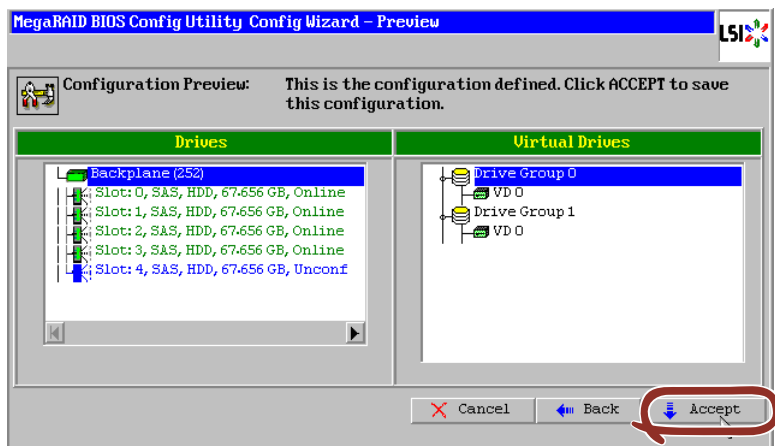 MegaRAID BIOS Config Utility Config Wizard - Preview
LSI
Configuration Preview: This is the configuration defined. Click ACCEPT to save
this configuration.
Drives
Backplane (252)
Slot: 0, SAS, HDD, 67.656 GB, Online
Slot: 1, SAS, HDD, 67.656 GB, Online
Slot: 2, SAS, HDD, 67.656 GB, Online
Slot: 3, SAS, HDD, 67.656 GB, Online
Slot: 4, SAS, HDD, 67.656 GB, Unconf
Virtual Drives
Drive Group 0
VD 0
Drive Group 1
VD 0
Cancel
Back
Accept